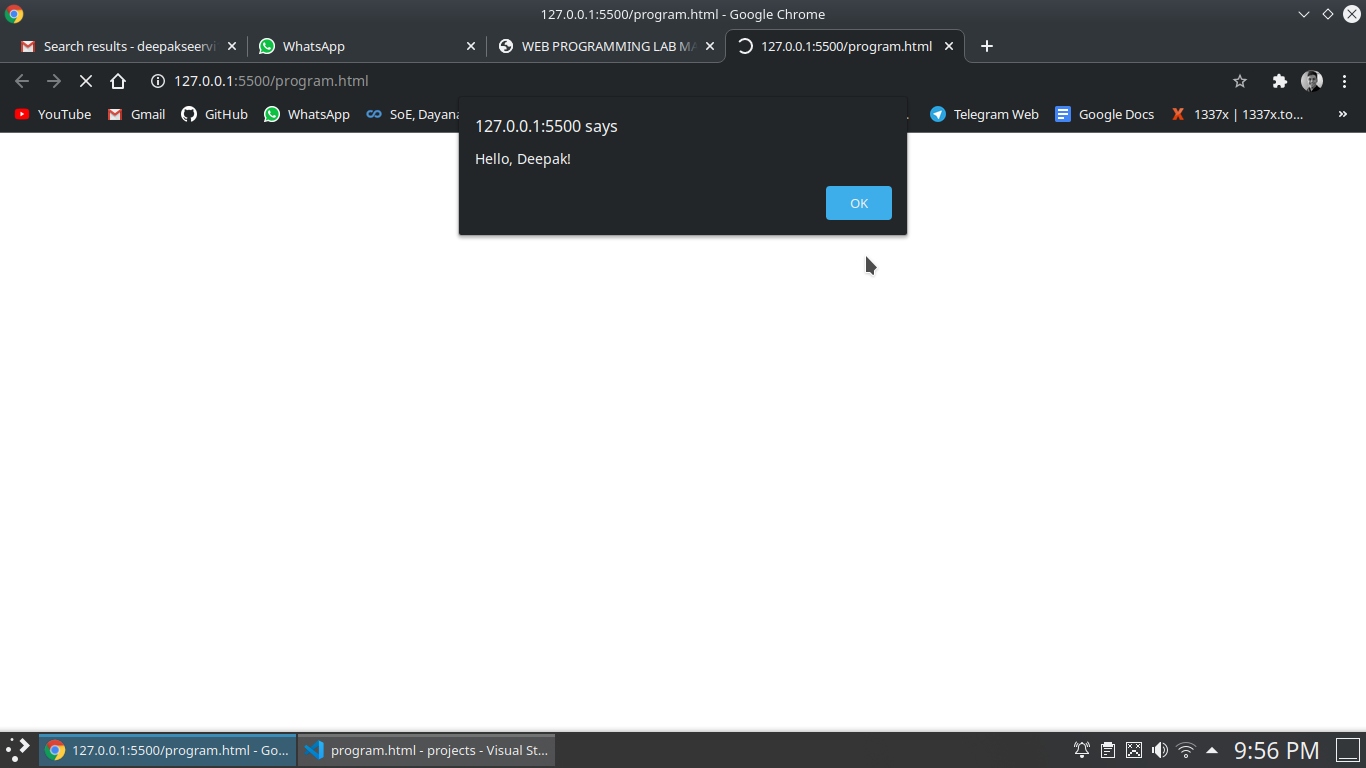 127.0.0.1:5500/program.html - Google Chrome
Search results - deepakseervi
WhatsApp
WEB PROGRAMMING LAB MA
127.0.0.1:5500/program.html
127.0.0.1:5500/program.html
YouTube
Gmail
GitHub
WhatsApp
SoE, Dayana
Telegram Web
Google Docs
1337x | 1337x.to...
127.0.0.1:5500 says
Hello, Deepak!
OK
127.0.0.1:5500/program.html - Go...
program.html - projects - Visual St...
9:56 PM